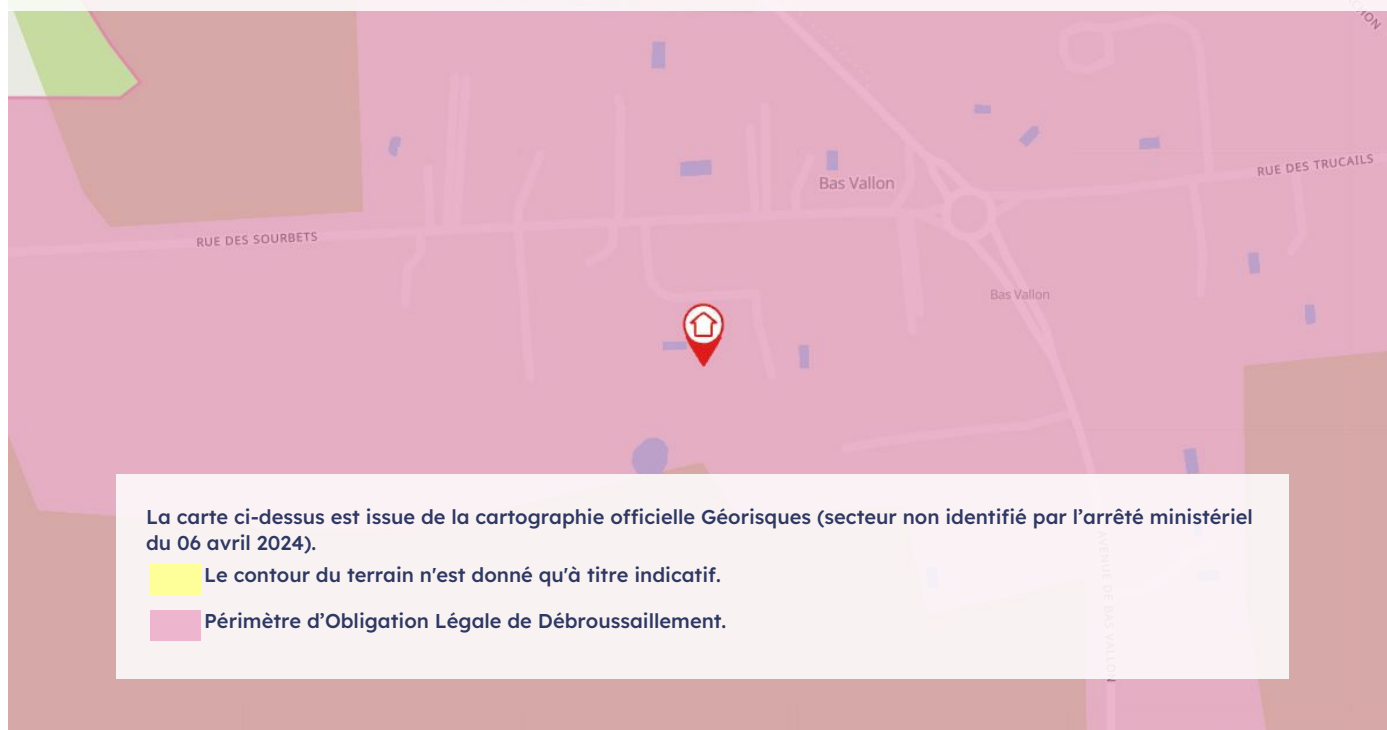 RUE DES TRUCAILS
Bas Vallon
RUE DES SOURBETS
Bas Vallon
La carte ci-dessus est issue de la cartographie officielle Géorisques (secteur non identifié par l’arrêté ministériel
du 06 avril 2024).
Le contour du terrain n'est donné qu'à titre indicatif.
Périmètre d’Obligation Légale de Débroussaillement.
AVENUE DE BAS VALLON